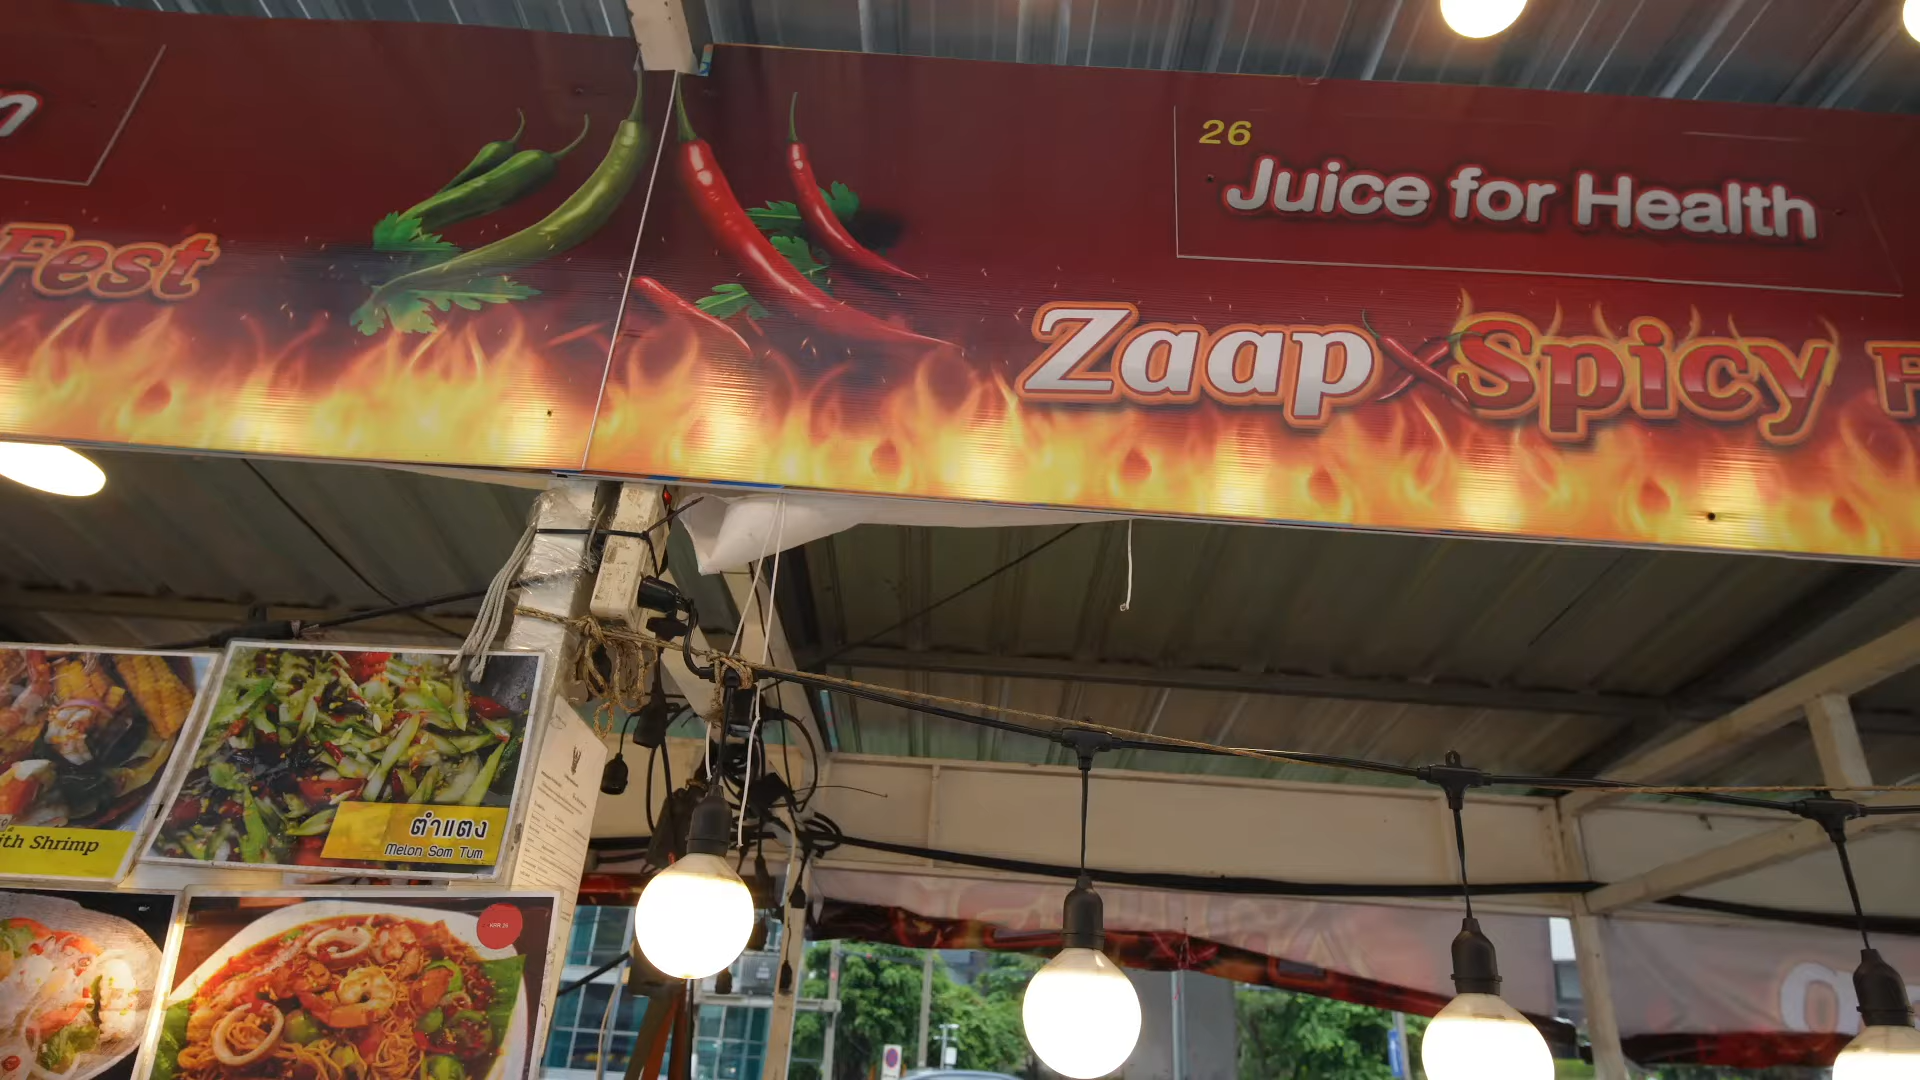 Fest
26
Juice for Health
Zaap Spicy F
ith Shrimp
ตำแตง
Melon Som Tum